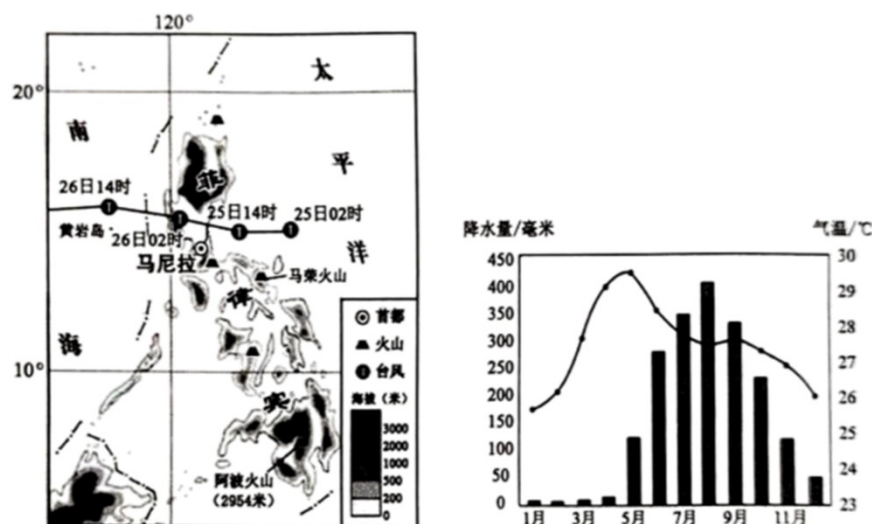 120°
20°
太
南
平
菲
26日14时
25日14时
25日02时
黄岩岛
26日02时
洋
马尼拉
马荣火山
律
首都
海
火山
台风
10°
宾
海拔（米）
3000
2000
1000
500
200
0
阿波火山
（2954米）
降水量/毫米
气温/℃
450
400
350
300
250
200
150
100
50
0
30
29
28
27
26
25
24
23
1月
3月
5月
7月
9月
11月